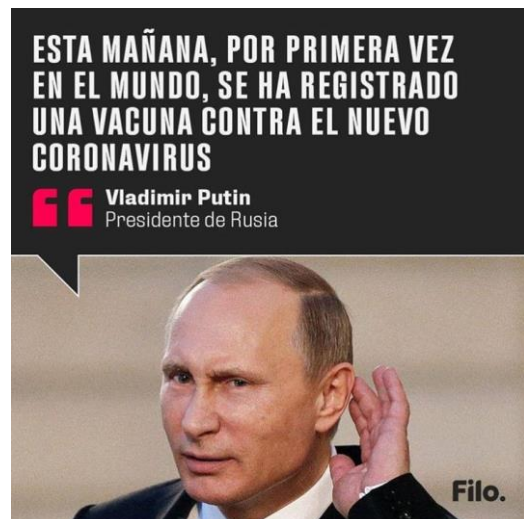 ESTA MAÑANA, POR PRIMERA VEZ
EN EL MUNDO, SE HA REGISTRADO
UNA VACUNA CONTRA EL NUEVO
CORONAVIRUS
Vladimir Putin
Presidente de Rusia
Filo.